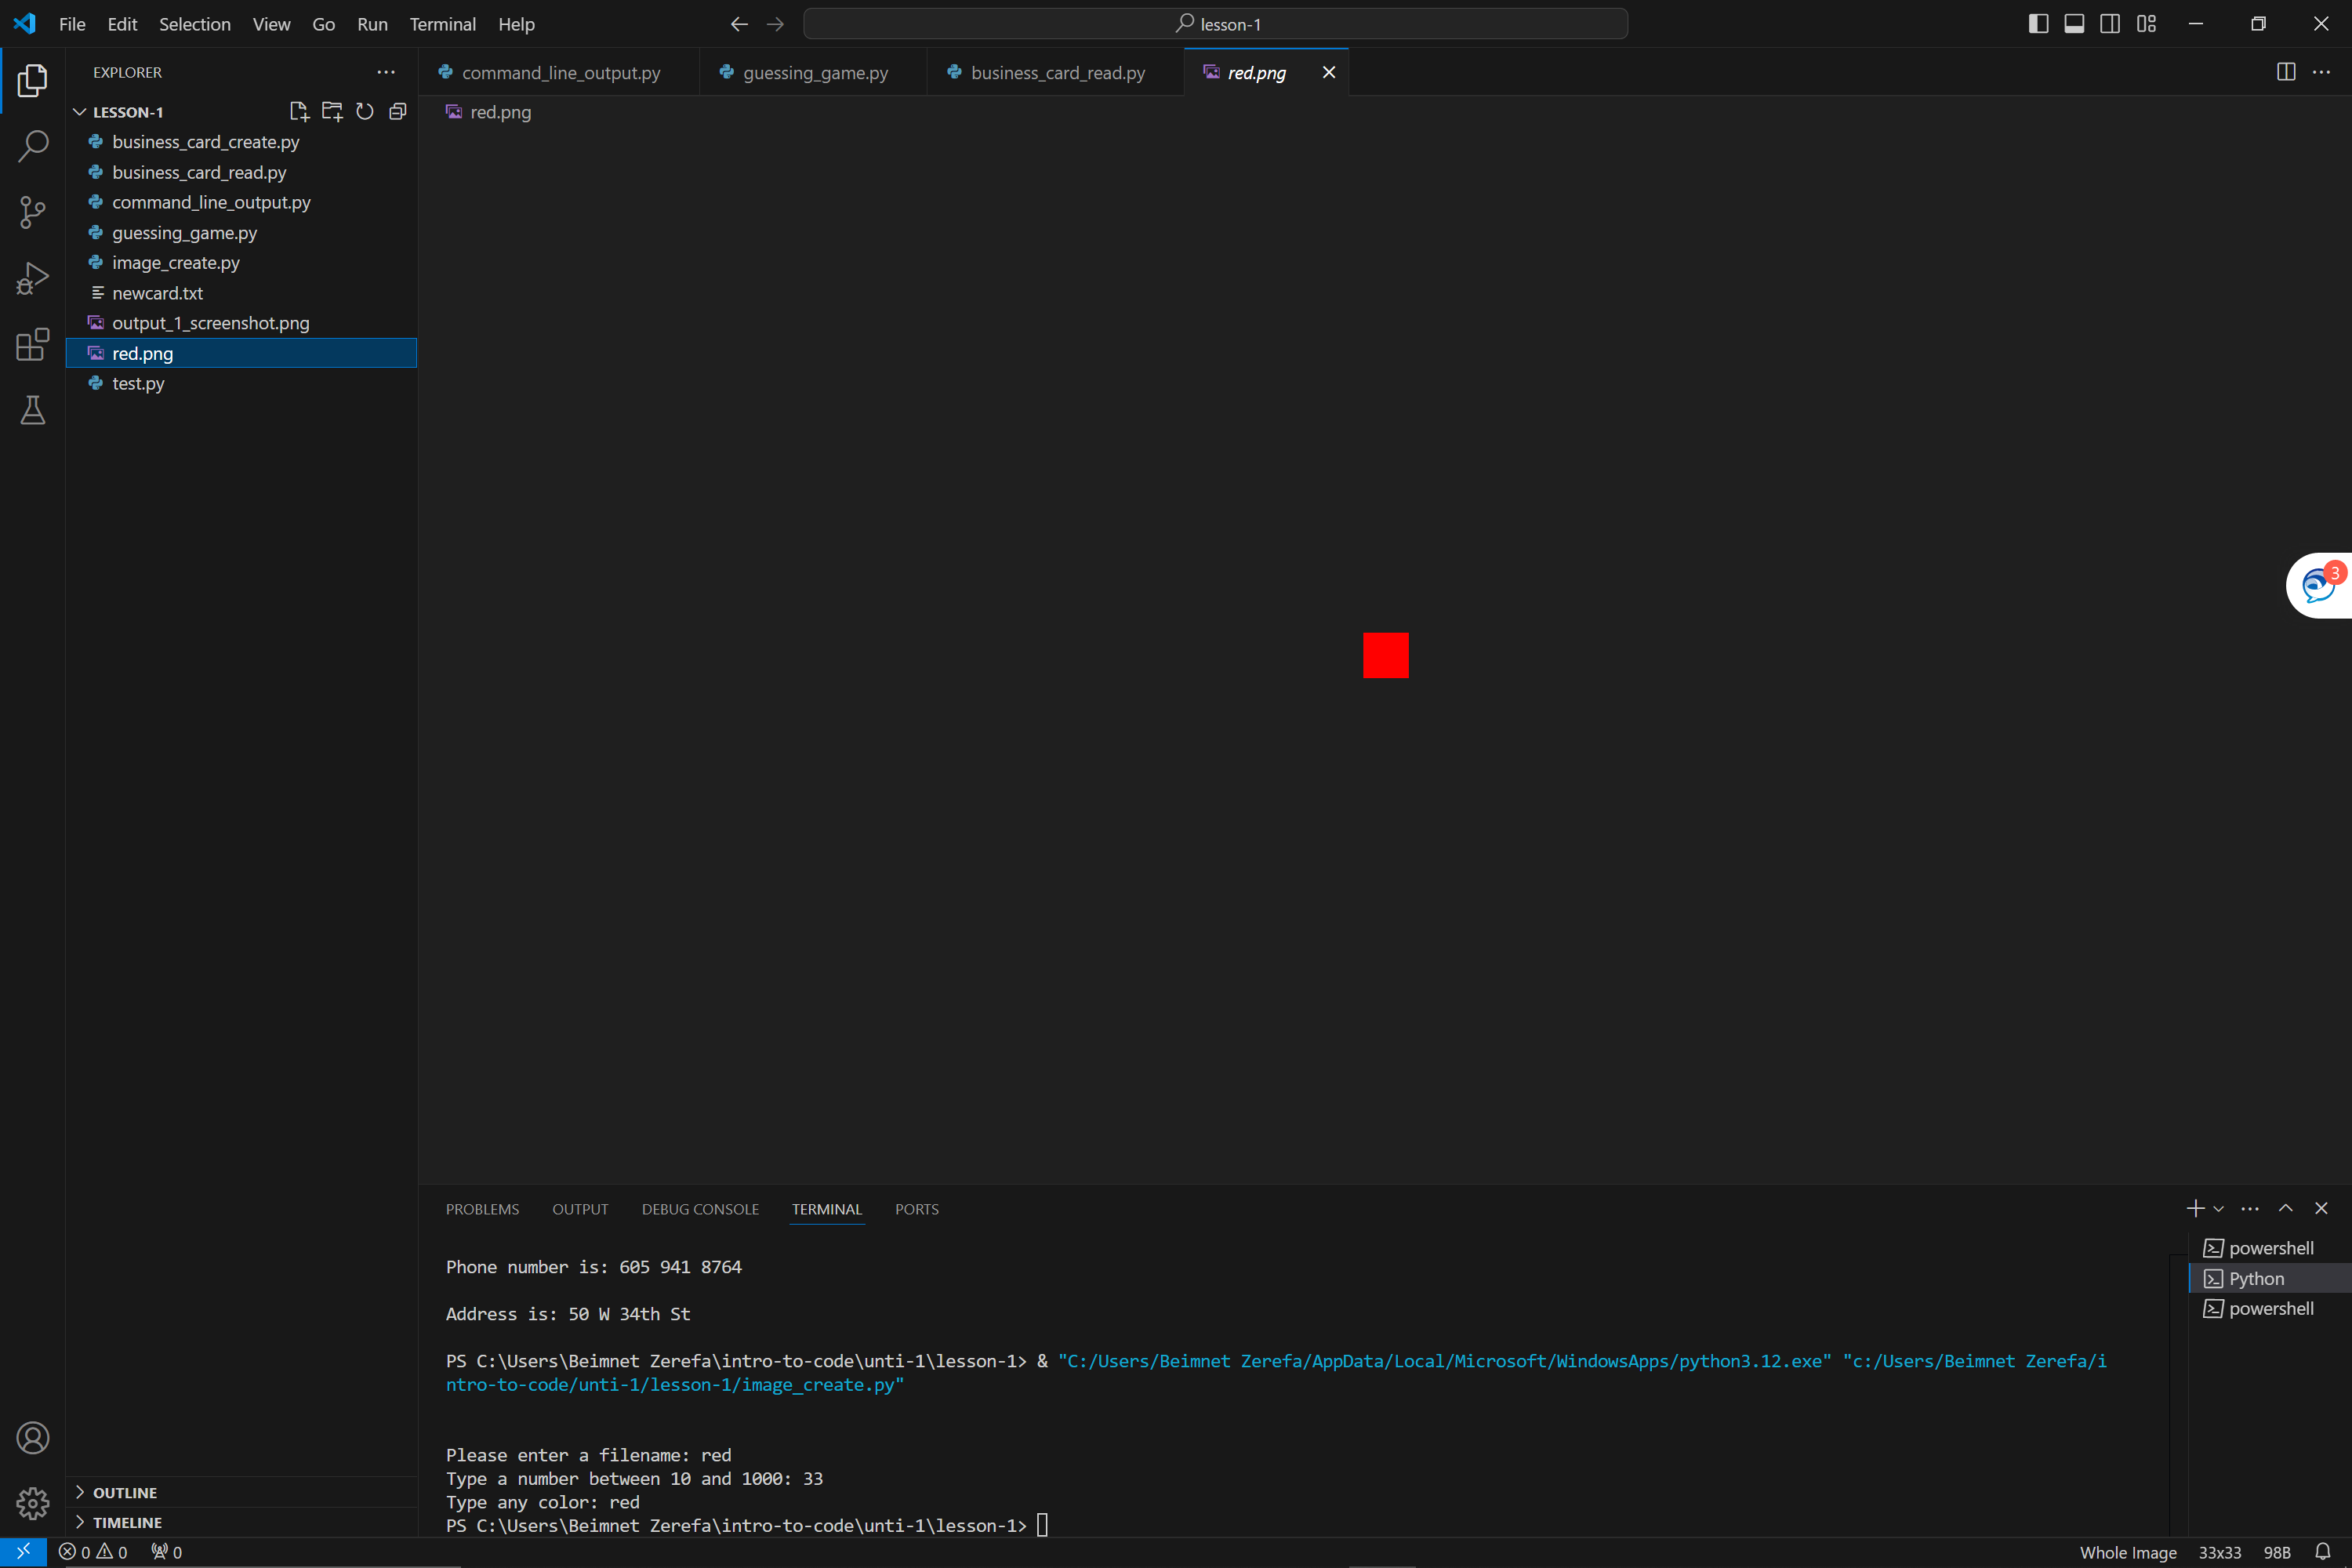 File Edit Selection View Go Run Terminal Help
lesson-1
EXPLORER
LESSON-1
business_card_create.py
business_card_read.py
command_line_output.py
guessing_game.py
image_create.py
newcard.txt
output_1_screenshot.png
red.png
test.py
OUTLINE
TIMELINE
command_line_output.py guessing_game.py business_card_read.py red.png
red.png
3
PROBLEMS OUTPUT DEBUG CONSOLE TERMINAL PORTS
Phone number is: 605 941 8764
Address is: 50 W 34th St
PS C:\Users\Beimnet Zerefa\intro-to-code\unti-1\lesson-1> & "C:/Users/Beimnet Zerefa/AppData/Local/Microsoft/WindowsApps/python3.12.exe" "c:/Users/Beimnet Zerefa/i
ntro-to-code/unti-1/lesson-1/image_create.py"
Please enter a filename: red
Type a number between 10 and 1000: 33
Type any color: red
PS C:\Users\Beimnet Zerefa\intro-to-code\unti-1\lesson-1>
powershell
Python
powershell
0 0 0
Whole Image 33x33 98B